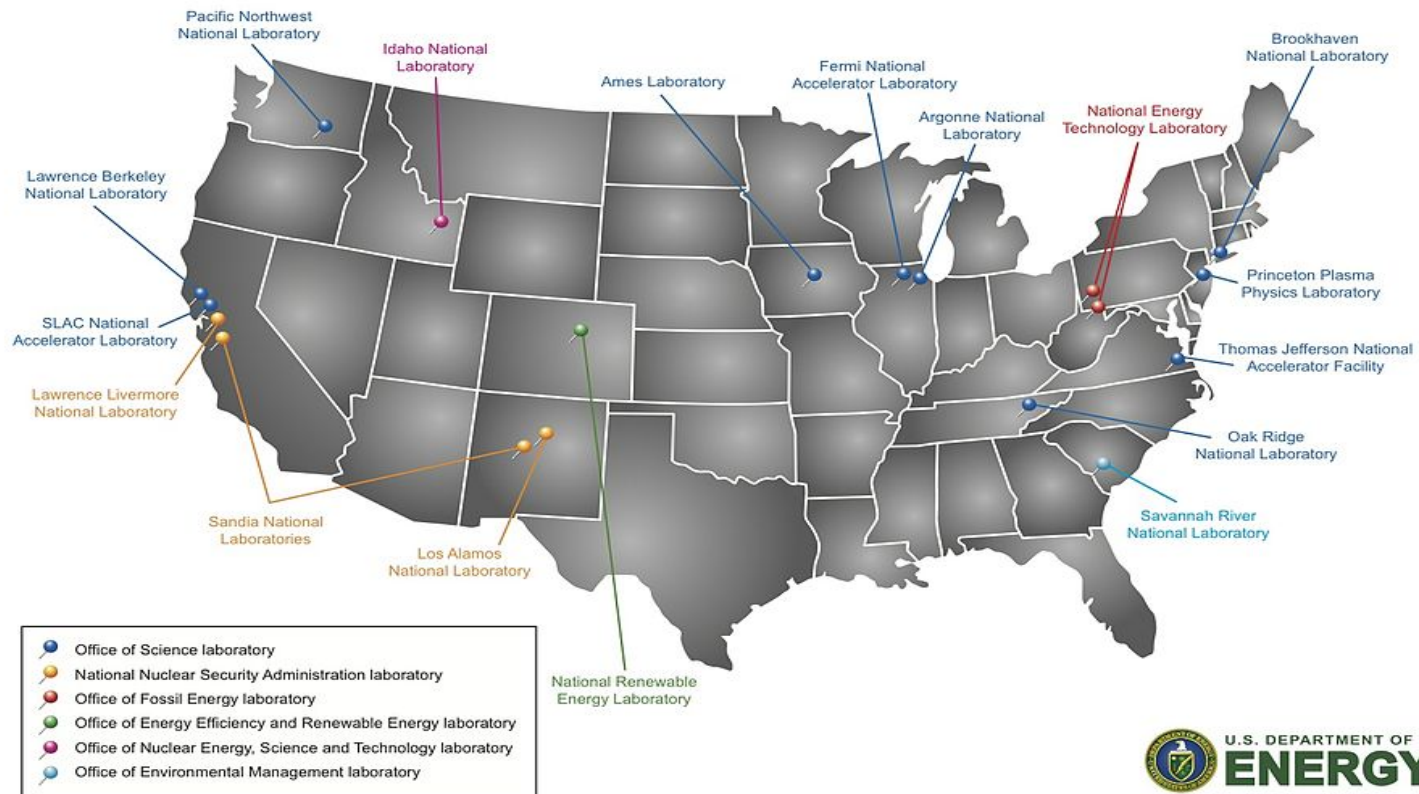 Pacific Northwest
National Laboratory
Idaho National
Laboratory
Ames Laboratory
Fermi National
Accelerator Laboratory
Argonne National
Laboratory
National Energy
Technology Laboratory
Brookhaven
National Laboratory
Lawrence Berkeley
National Laboratory
SLAC National
Accelerator Laboratory
Lawrence Livermore
National Laboratory
Sandia National
Laboratories
Los Alamos
National Laboratory
National Renewable
Energy Laboratory
Princeton Plasma
Physics Laboratory
Thomas Jefferson National
Accelerator Facility
Oak Ridge
National Laboratory
Savannah River
National Laboratory
Office of Science laboratory
National Nuclear Security Administration laboratory
Office of Fossil Energy laboratory
Office of Energy Efficiency and Renewable Energy laboratory
Office of Nuclear Energy, Science and Technology laboratory
Office of Environmental Management laboratory
U.S. DEPARTMENT OF
ENERGY